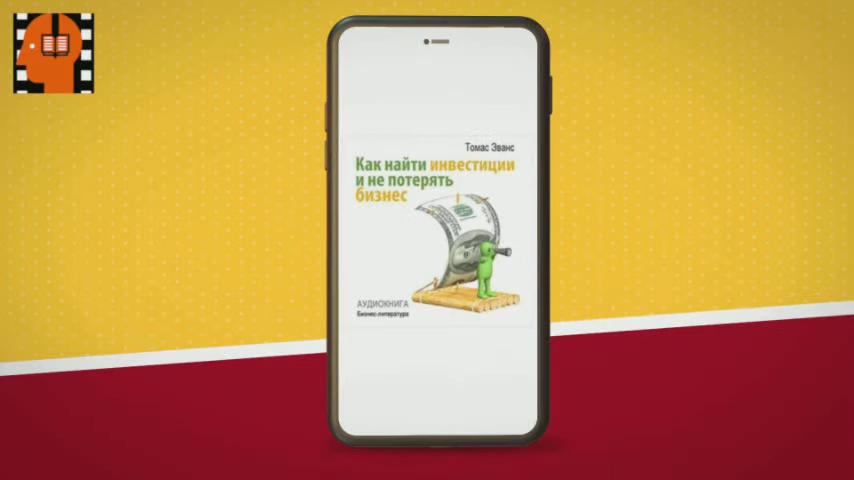 Томас Эванс
Как найти инвестиции
и не потерять
бизнес
АУДИОКНИГА
Бизнес литература